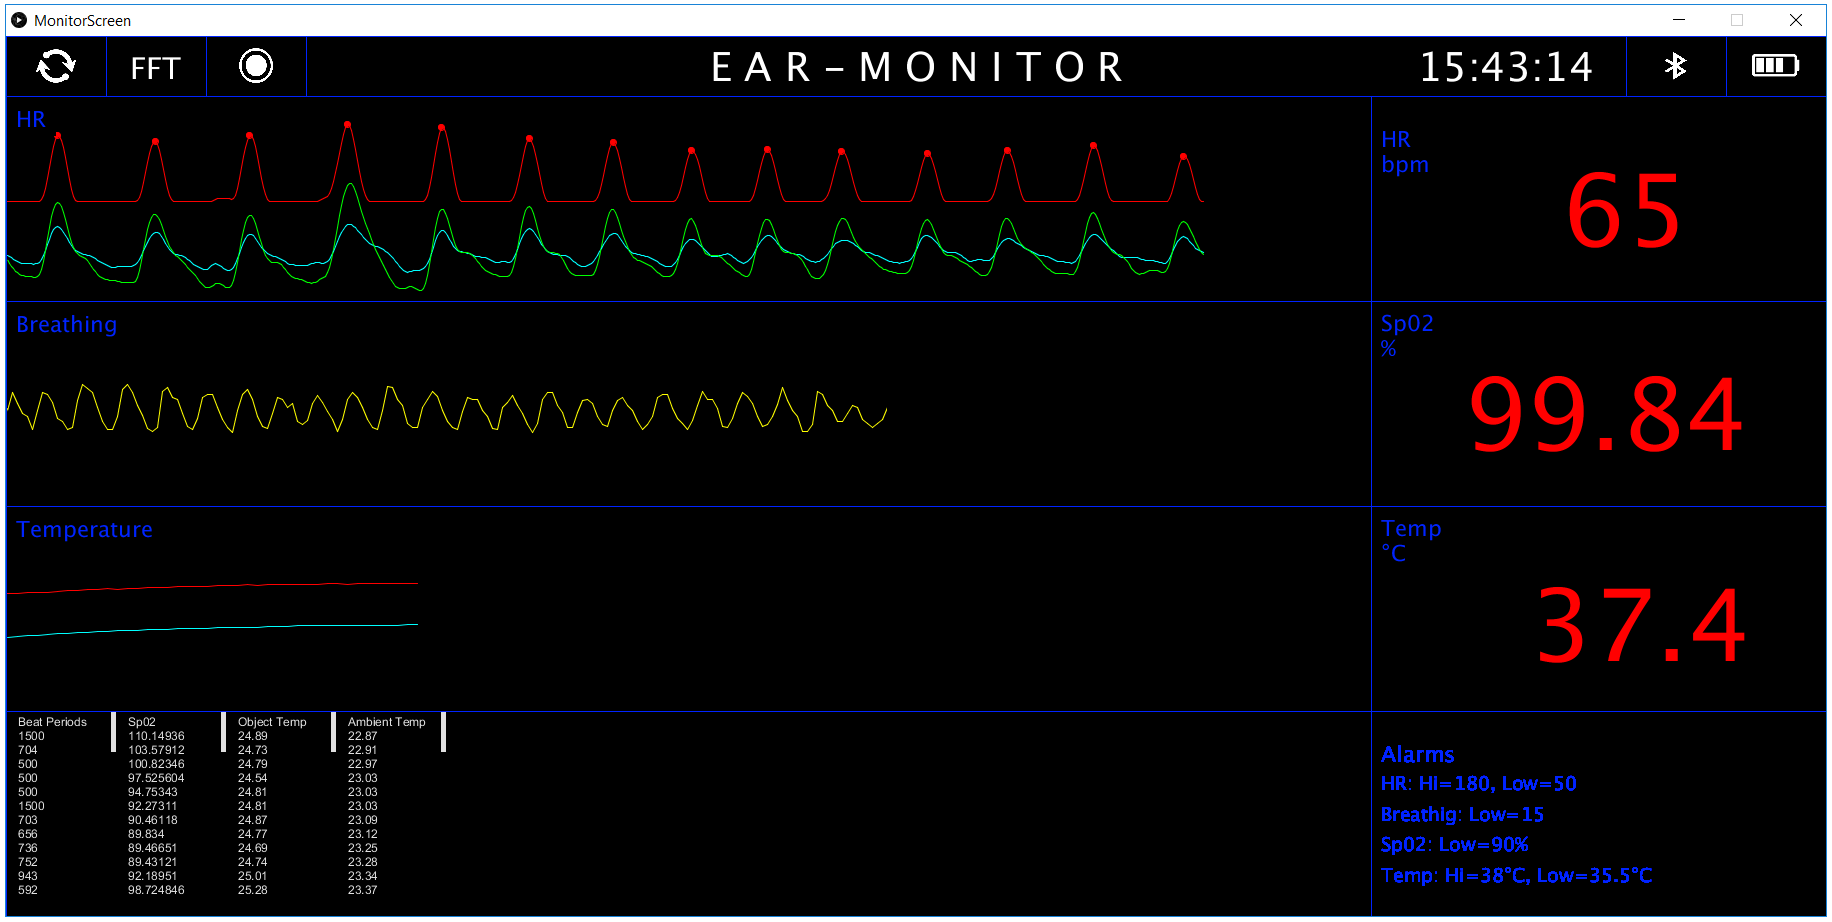 MonitorScreen
FFT
EAR-MONITOR
15:43:14
HR
HR
bpm
65
Breathing
Sp02
%
99.84
Temperature
Temp
°C
37.4
Beat Periods Sp02 Object Temp Ambient Temp
1500 110.14936 24.89 22.87
704 103.57912 24.73 22.91
500 100.82346 24.79 22.97
500 97.525604 24.54 23.03
500 94.75343 24.81 23.03
1500 92.27311 24.81 23.03
703 90.46118 24.87 23.09
656 89.834 24.77 23.12
736 89.46651 24.69 23.25
752 89.43121 24.74 23.28
943 92.18951 25.01 23.34
592 98.724846 25.28 23.37
Alarms
HR: Hi=180, Low=50
Breathig: Low=15
Sp02: Low=90%
Temp: Hi=38°C, Low=35.5°C